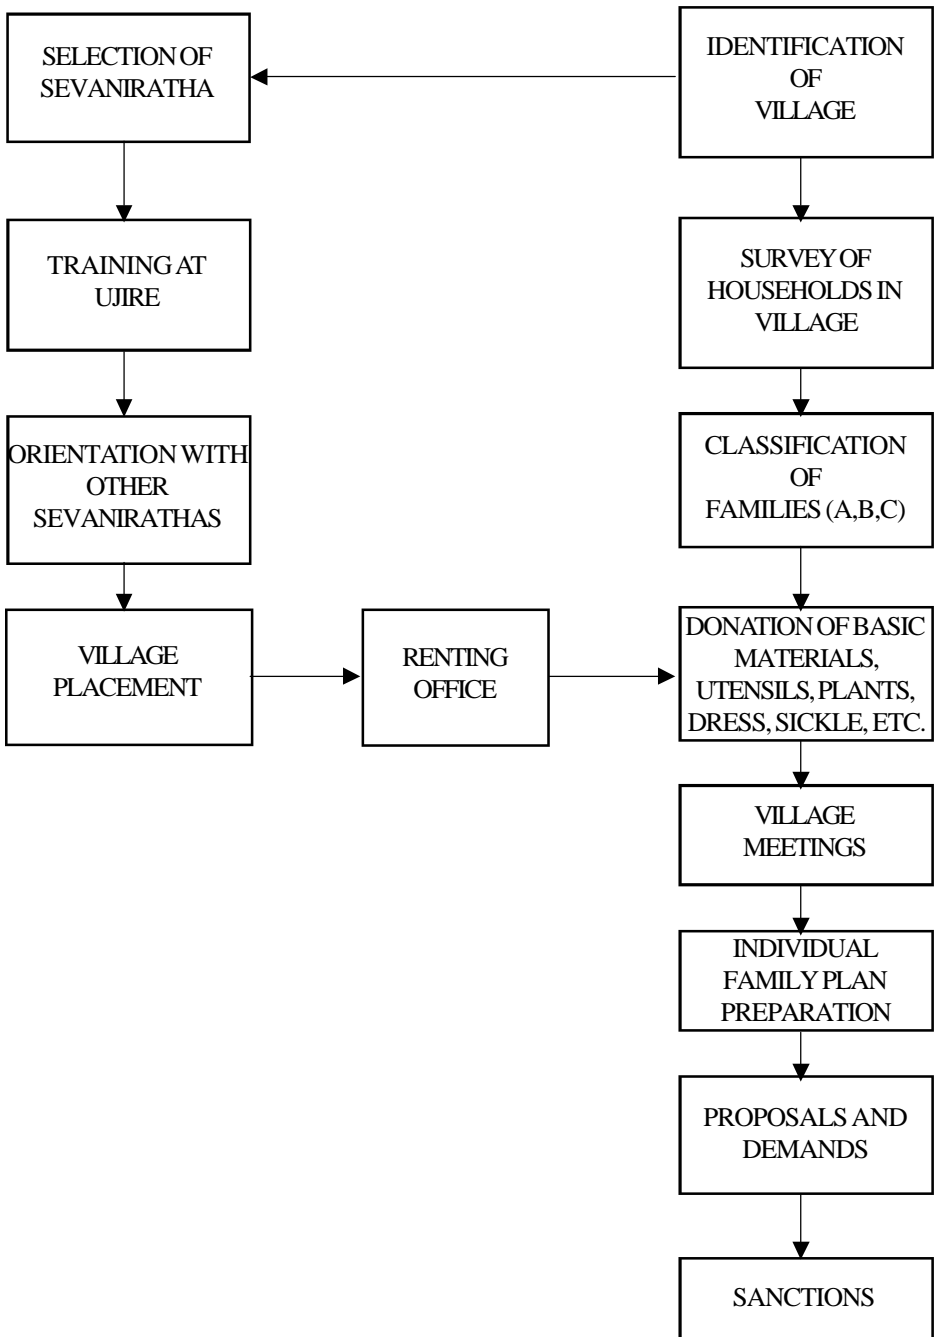 SELECTION OF
SEVANIRATHA
IDENTIFICATION
OF
VILLAGE
TRAINING AT
UJIRE
SURVEY OF
HOUSEHOLDS IN
VILLAGE
ORIENTATION WITH
OTHER
SEVANIRATHAS
CLASSIFICATION
OF
FAMILIES (A,B,C)
VILLAGE
PLACEMENT
RENTING
OFFICE
DONATION OF BASIC
MATERIALS,
UTENSILS, PLANTS,
DRESS, SICKLE, ETC.
VILLAGE
MEETINGS
INDIVIDUAL
FAMILY PLAN
PREPARATION
PROPOSALS AND
DEMANDS
SANCTIONS